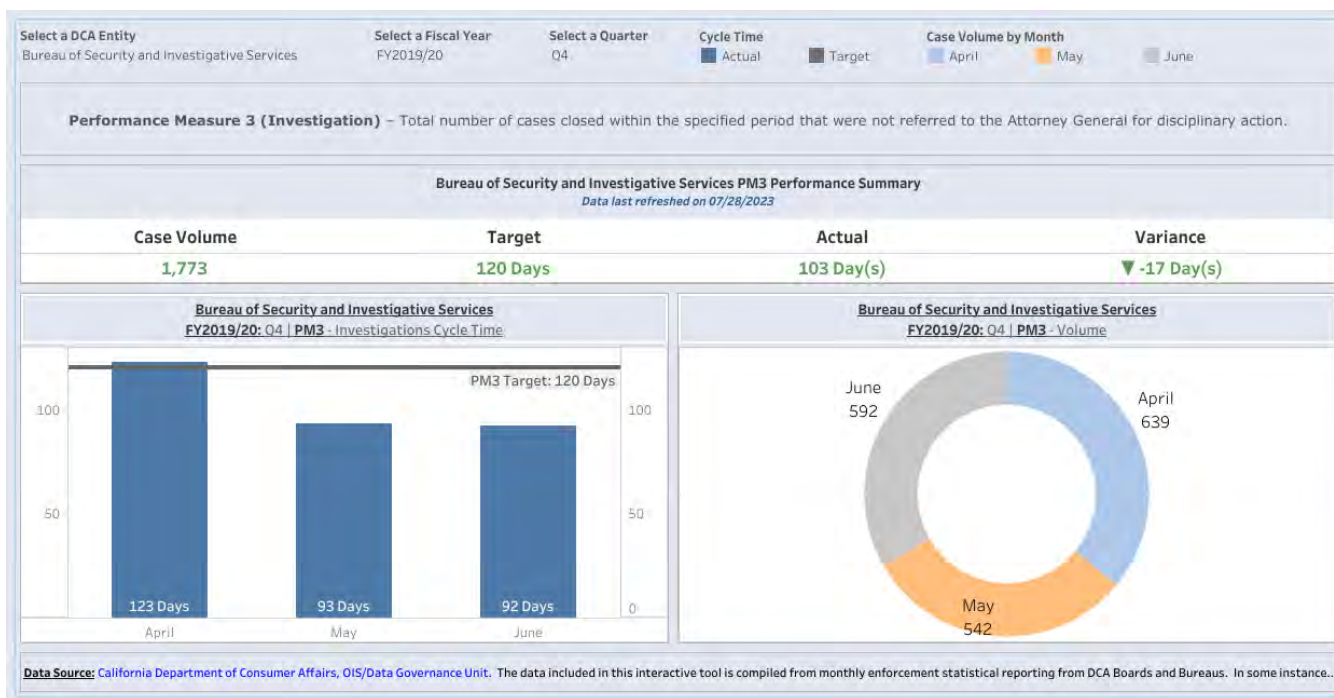 Select a DCA Entity
Bureau of Security and Investigative Services
Select a Fiscal Year
FY2019/20
Select a Quarter
Q4
Cycle Time
Actual
Target
Case Volume by Month
April
May
June
Performance Measure 3 (Investigation) – Total number of cases closed within the specified period that were not referred to the Attorney General for disciplinary action.
Bureau of Security and Investigative Services PM3 Performance Summary
Data last refreshed on 07/28/2023
Case Volume Target Actual Variance
1,773 120 Days 103 Day(s) ▼ -17 Day(s)
Bureau of Security and Investigative Services
FY2019/20: Q4 | PM3 - Investigations Cycle Time
PM3 Target: 120 Days
100
50
100
50
0
123 Days
93 Days
92 Days
April
May
June
Bureau of Security and Investigative Services
FY2019/20: Q4 | PM3 - Volume
June
592
April
639
May
542
Data Source: California Department of Consumer Affairs, OIS/Data Governance Unit. The data included in this interactive tool is compiled from monthly enforcement statistical reporting from DCA Boards and Bureaus. In some instance..